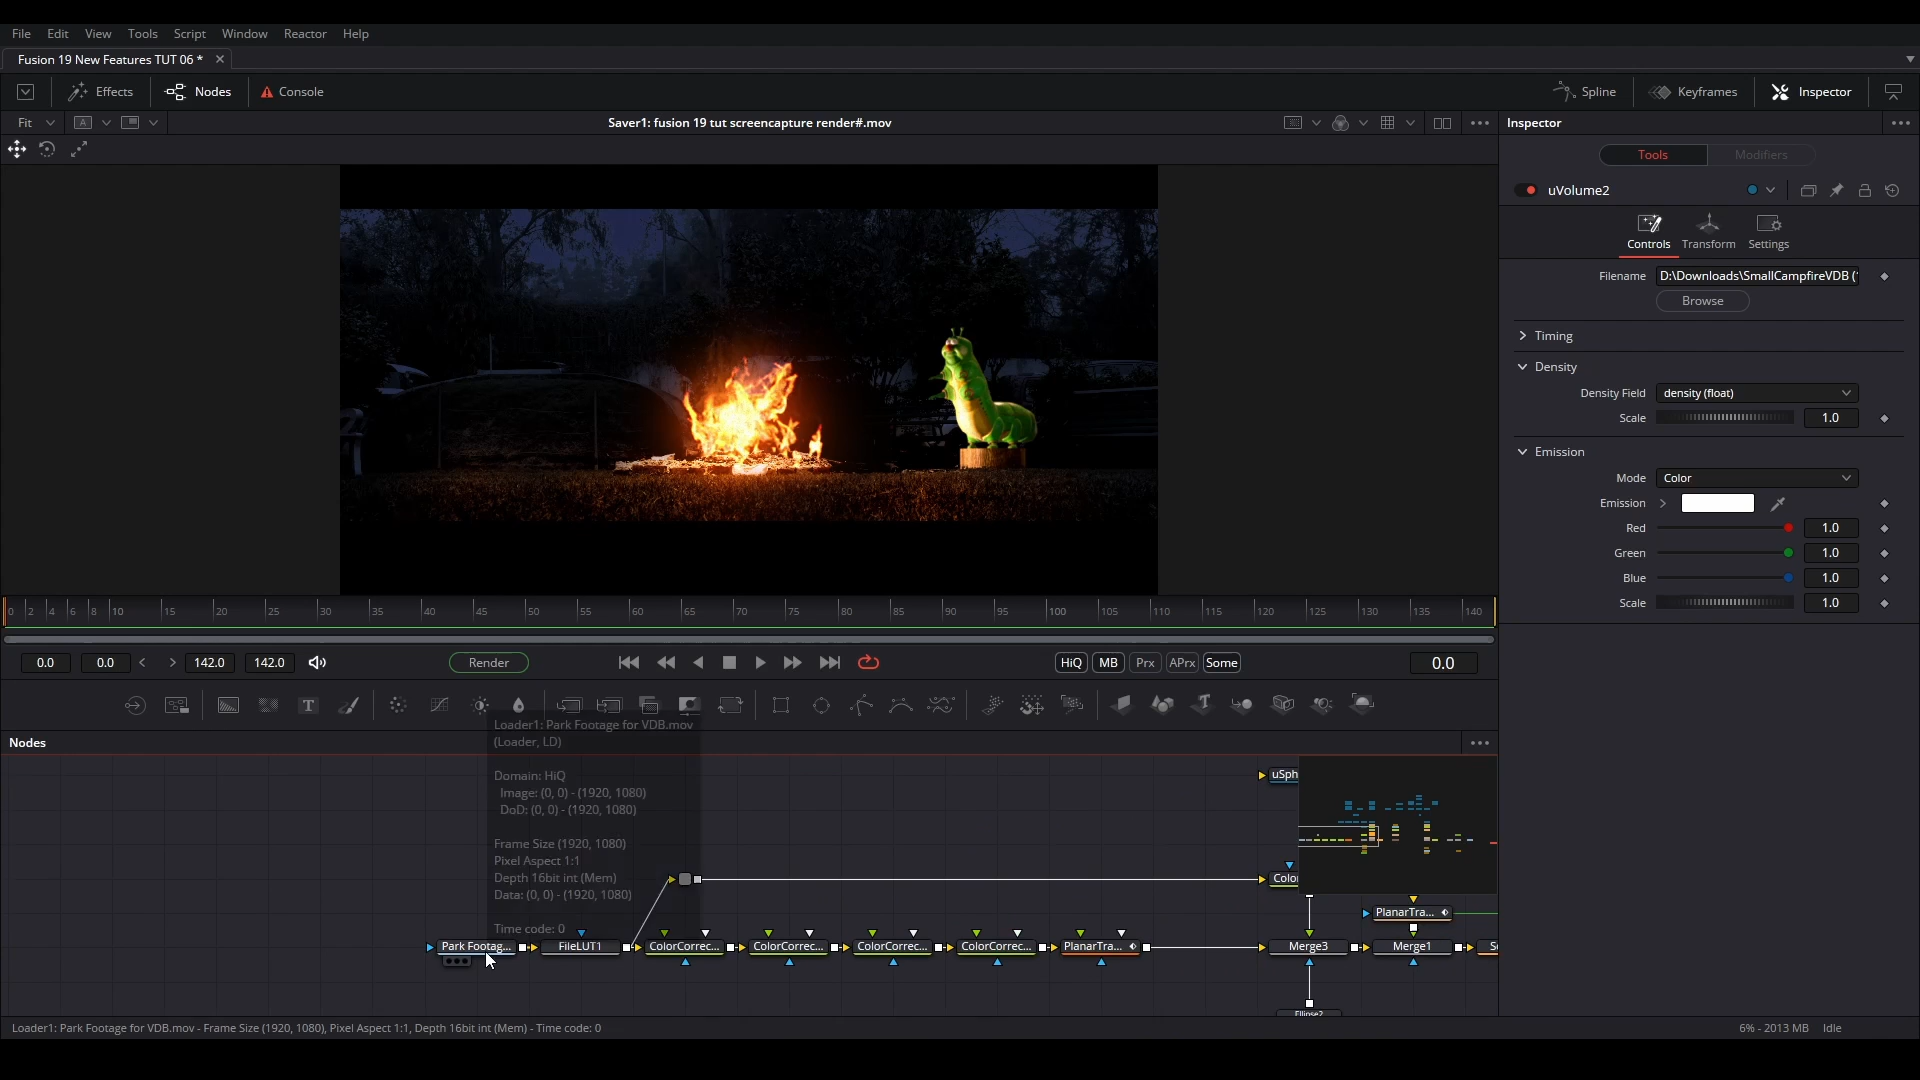 File Edit View Tools Script Window Reactor Help
Fusion 19 New Features TUT 06 *
Effects Nodes Console Spline Keyframes Inspector
Fit A Saver1: fusion 19 tut screencapture render#.mov Inspector
Tools Modifiers
uVolume2
Controls Transform Settings
Filename D:\Downloads\SmallCampfireVDB (
Browse
Timing
Density
Density Field density (float)
Scale 1.0
Emission
Mode Color
Emission
Red 1.0
Green 1.0
Blue 1.0
Scale 1.0
0 2 4 6 8 10 15 20 25 30 35 40 45 50 55 60 65 70 75 80 85 90 95 100 105 110 115 120 125 130 135 140
0.0 0.0 142.0 142.0 Render HiQ MB Prx APrx Some 0.0
T T
Loader1: Park Footage for VDB.mov
(Loader, LD)
Nodes
Domain: HiQ
Image: (0, 0) - (1920, 1080)
DoD: (0, 0) - (1920, 1080)
Frame Size (1920, 1080)
Pixel Aspect 1:1
Depth 16bit int (Mem)
Data: (0, 0) - (1920, 1080)
Time code: 0
uSph
Color
PlanarTra...
Park Footag... FileLUT1 ColorCorrec... ColorCorrec... ColorCorrec... ColorCorrec... PlanarTra... Merge3 Merge1 S
Ellipse2
Loader1: Park Footage for VDB.mov - Frame Size (1920, 1080), Pixel Aspect 1:1, Depth 16bit int (Mem) - Time code: 0 6% - 2013 MB Idle